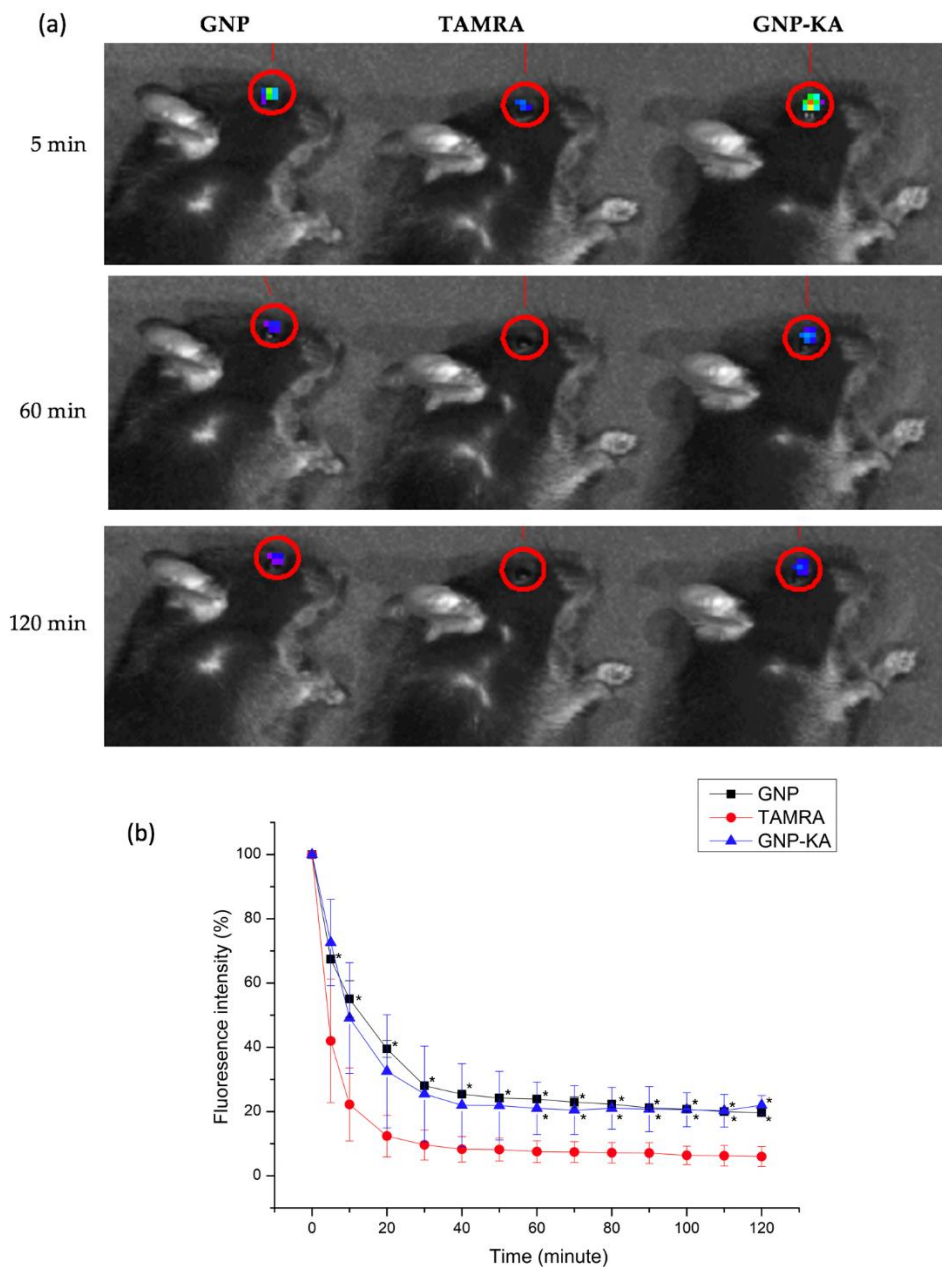 (a)
GNP TAMRA GNP-KA
5 min
60 min
120 min
GNP
TAMRA
GNP-KA
(b)
100
80
60
40
20
0
Fluoresence intensity (%)
* * * * * * * * * * * * *
* * * * * * *
0 20 40 60 80 100 120
Time (minute)